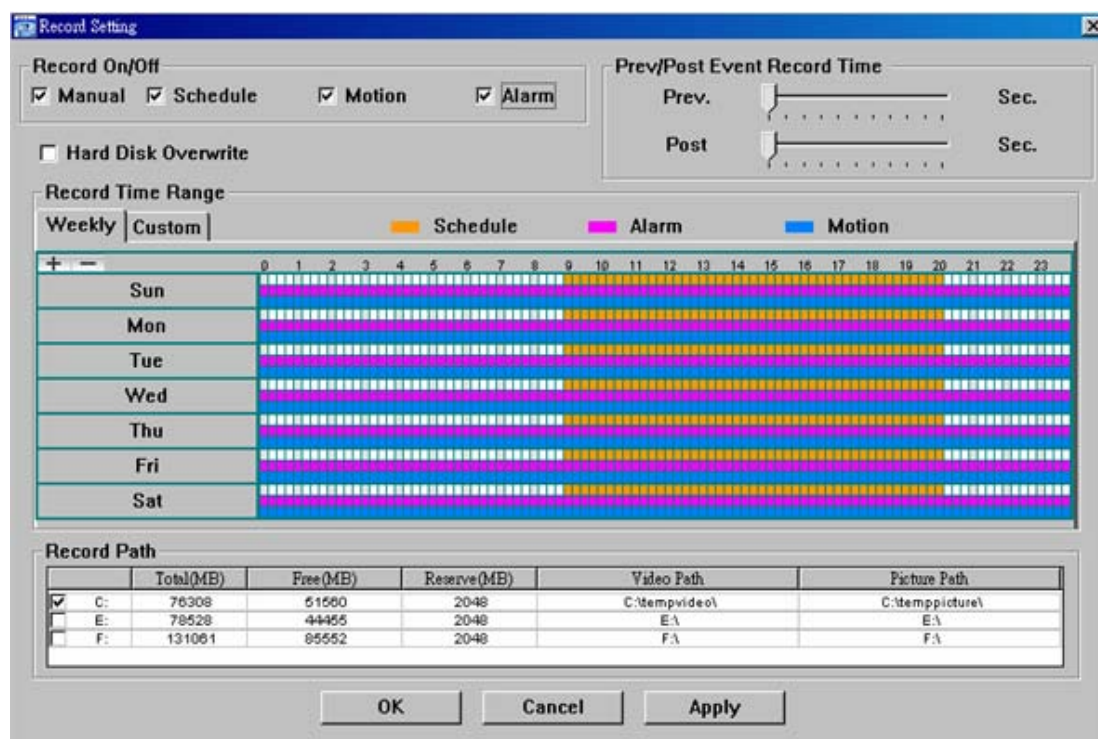 Record Setting
Record On/Off
Manual Schedule Motion Alarm
Prev/Post Event Record Time
Prev. Sec.
Post Sec.
Hard Disk Overwrite
Record Time Range
Weekly Custom
Schedule Alarm Motion
+ - 0 1 2 3 4 5 6 7 8 9 10 11 12 13 14 15 16 17 18 19 20 21 22 23
Sun
Mon
Tue
Wed
Thu
Fri
Sat
Record Path
Total(MB) Free(MB) Reserve(MB) Video Path Picture Path
C: 76308 51560 2048 C:\tempvideo\ C:\temppicture\
E: 78528 44455 2048 E:\ E:\
F: 131061 85552 2048 F:\ F:\
OK Cancel Apply